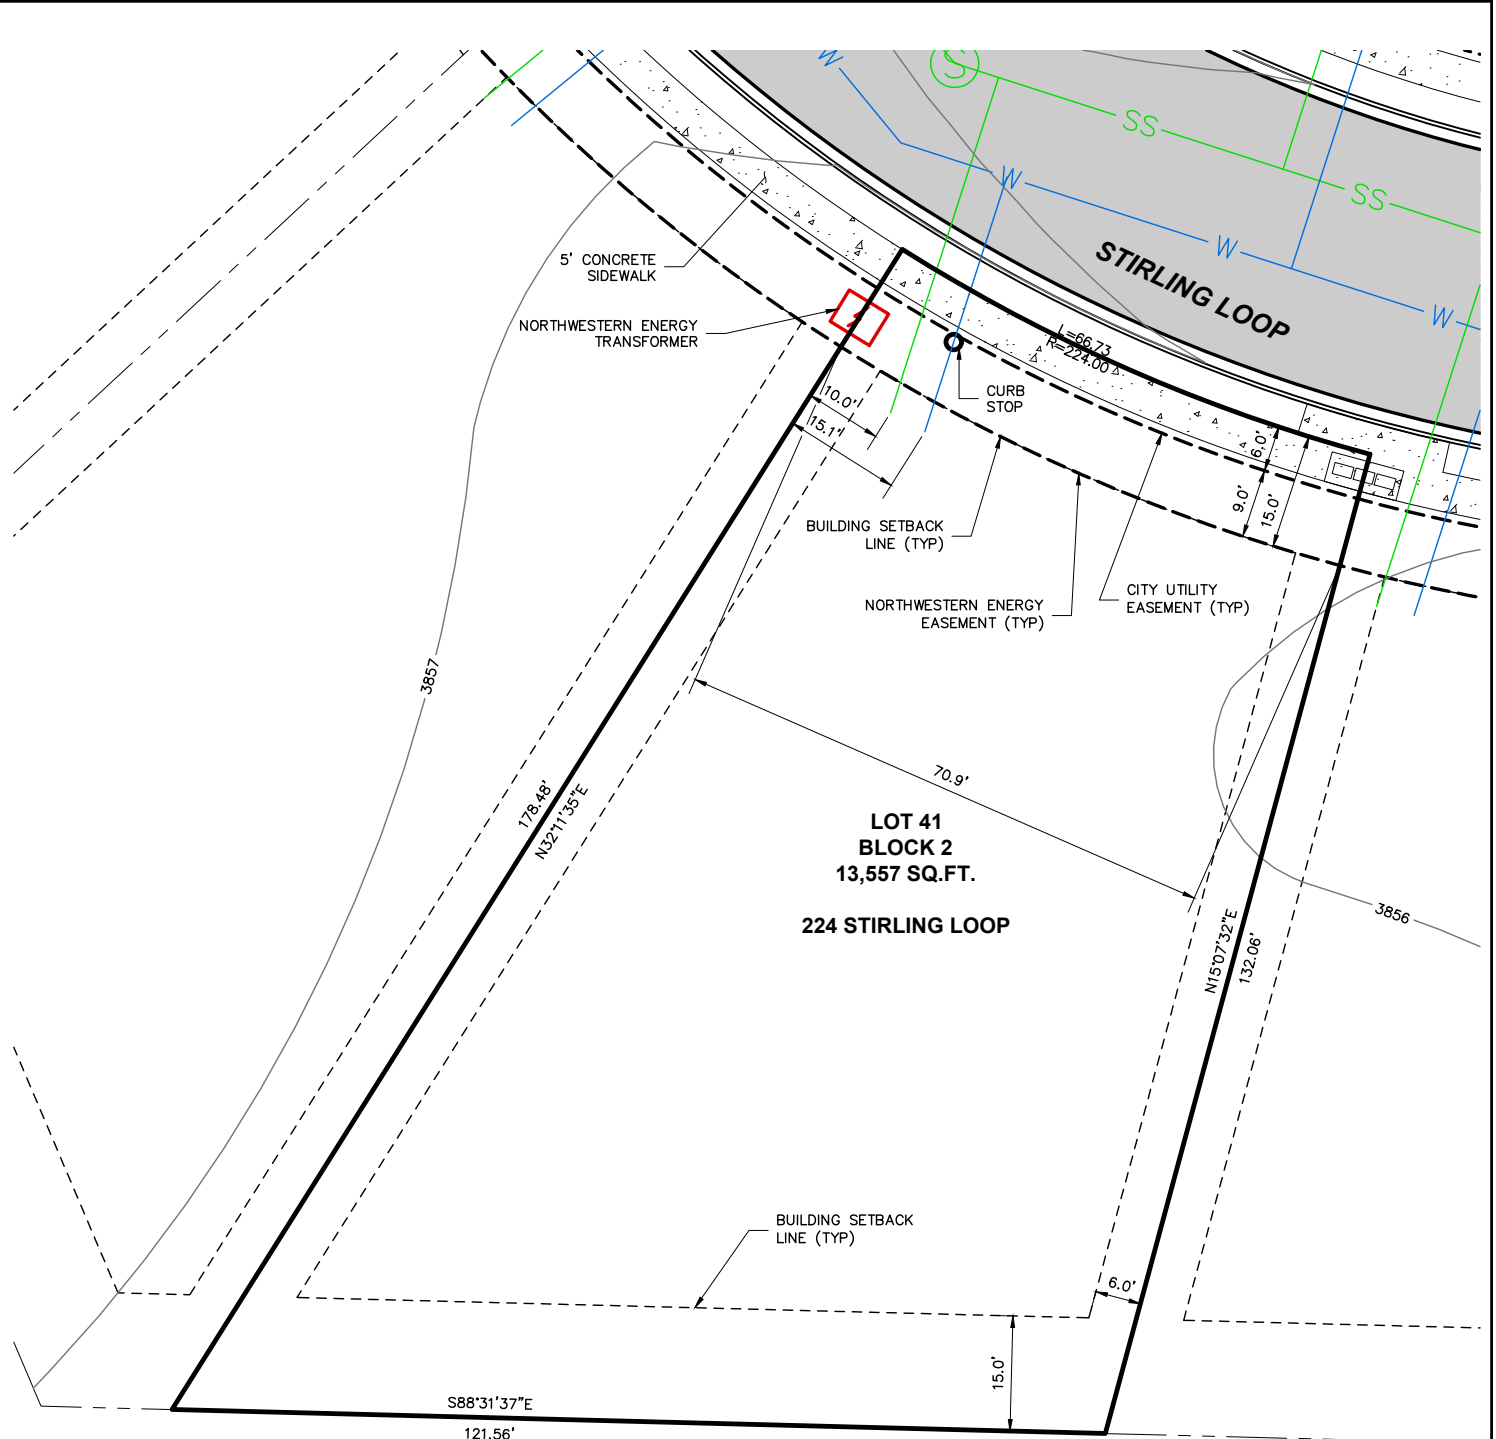 W
S
SS
SS
W
W
W
STIRLING LOOP
5' CONCRETE
SIDEWALK
NORTHWESTERN ENERGY
TRANSFORMER
L=66.73
R=224.00
CURB
STOP
10.0'
15.1'
6.0'
9.0'
15.0'
BUILDING SETBACK
LINE (TYP)
NORTHWESTERN ENERGY
EASEMENT (TYP)
CITY UTILITY
EASEMENT (TYP)
3857
70.9'
178.48'
N32°11'35"E
LOT 41
BLOCK 2
13,557 SQ.FT.
224 STIRLING LOOP
3856
N15°07'32"E
132.06'
BUILDING SETBACK
LINE (TYP)
6.0'
15.0'
S88°31'37"E
121.56'